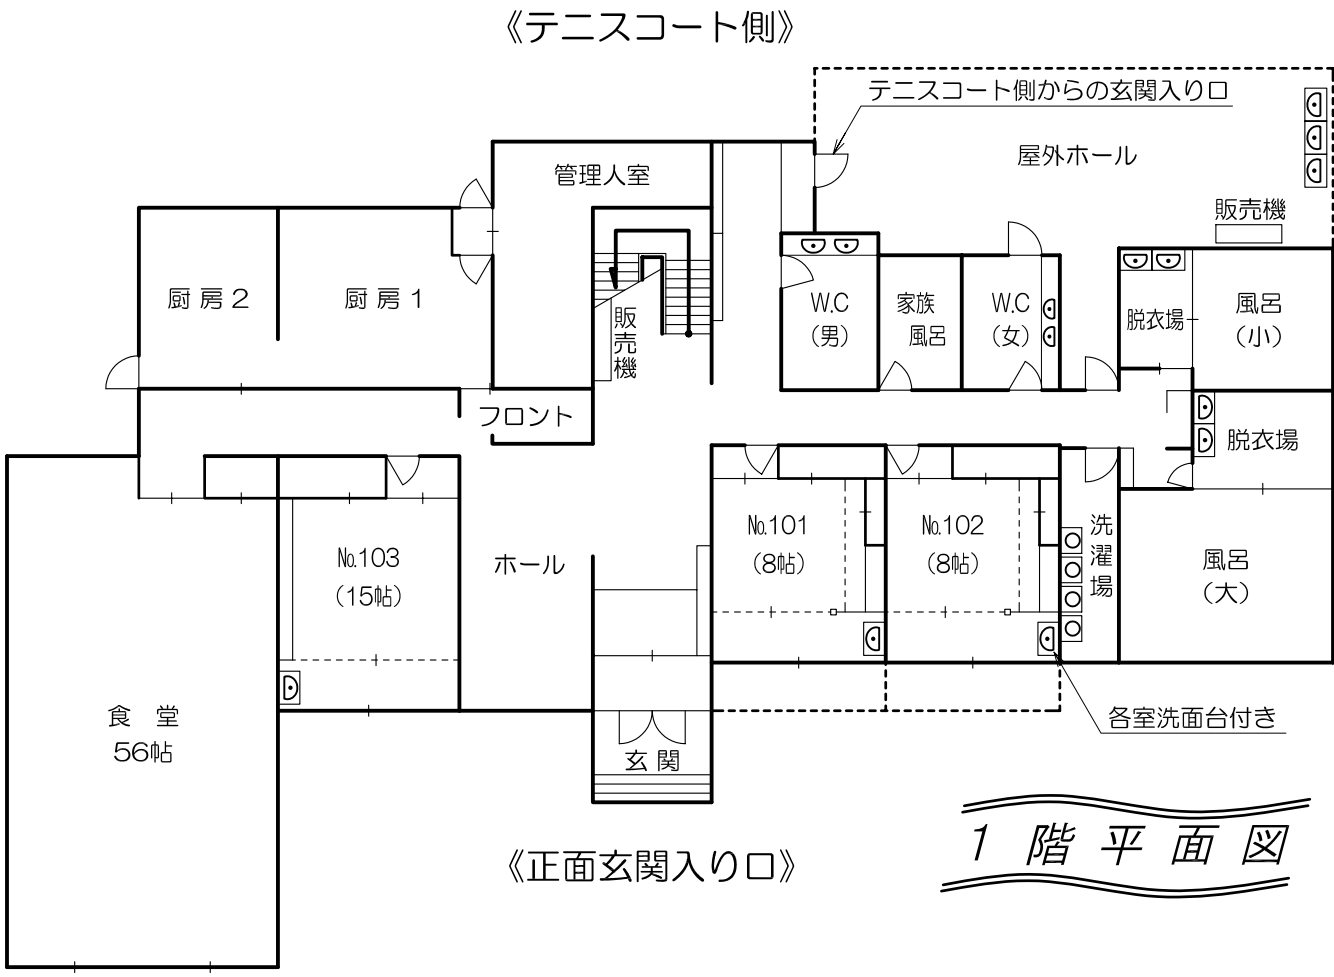 《テニスコート側》
テニスコート側からの玄関入り口
屋外ホール
管理人室
販売機
厨房2
厨房1
販売機
W.C
(男)
家族
風呂
W.C
(女)
脱衣場
風呂
(小)
フロント
脱衣場
No.103
(15帖)
ホール
No.101
(8帖)
No.102
(8帖)
洗濯場
風呂
(大)
食 堂
56帖
玄関
各室洗面台付き
《正面玄関入り口》
1階平面図